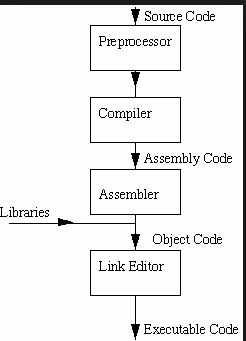 Source Code
Preprocessor
Compiler
Assembly Code
Assembler
Libraries
Object Code
Link Editor
Executable Code